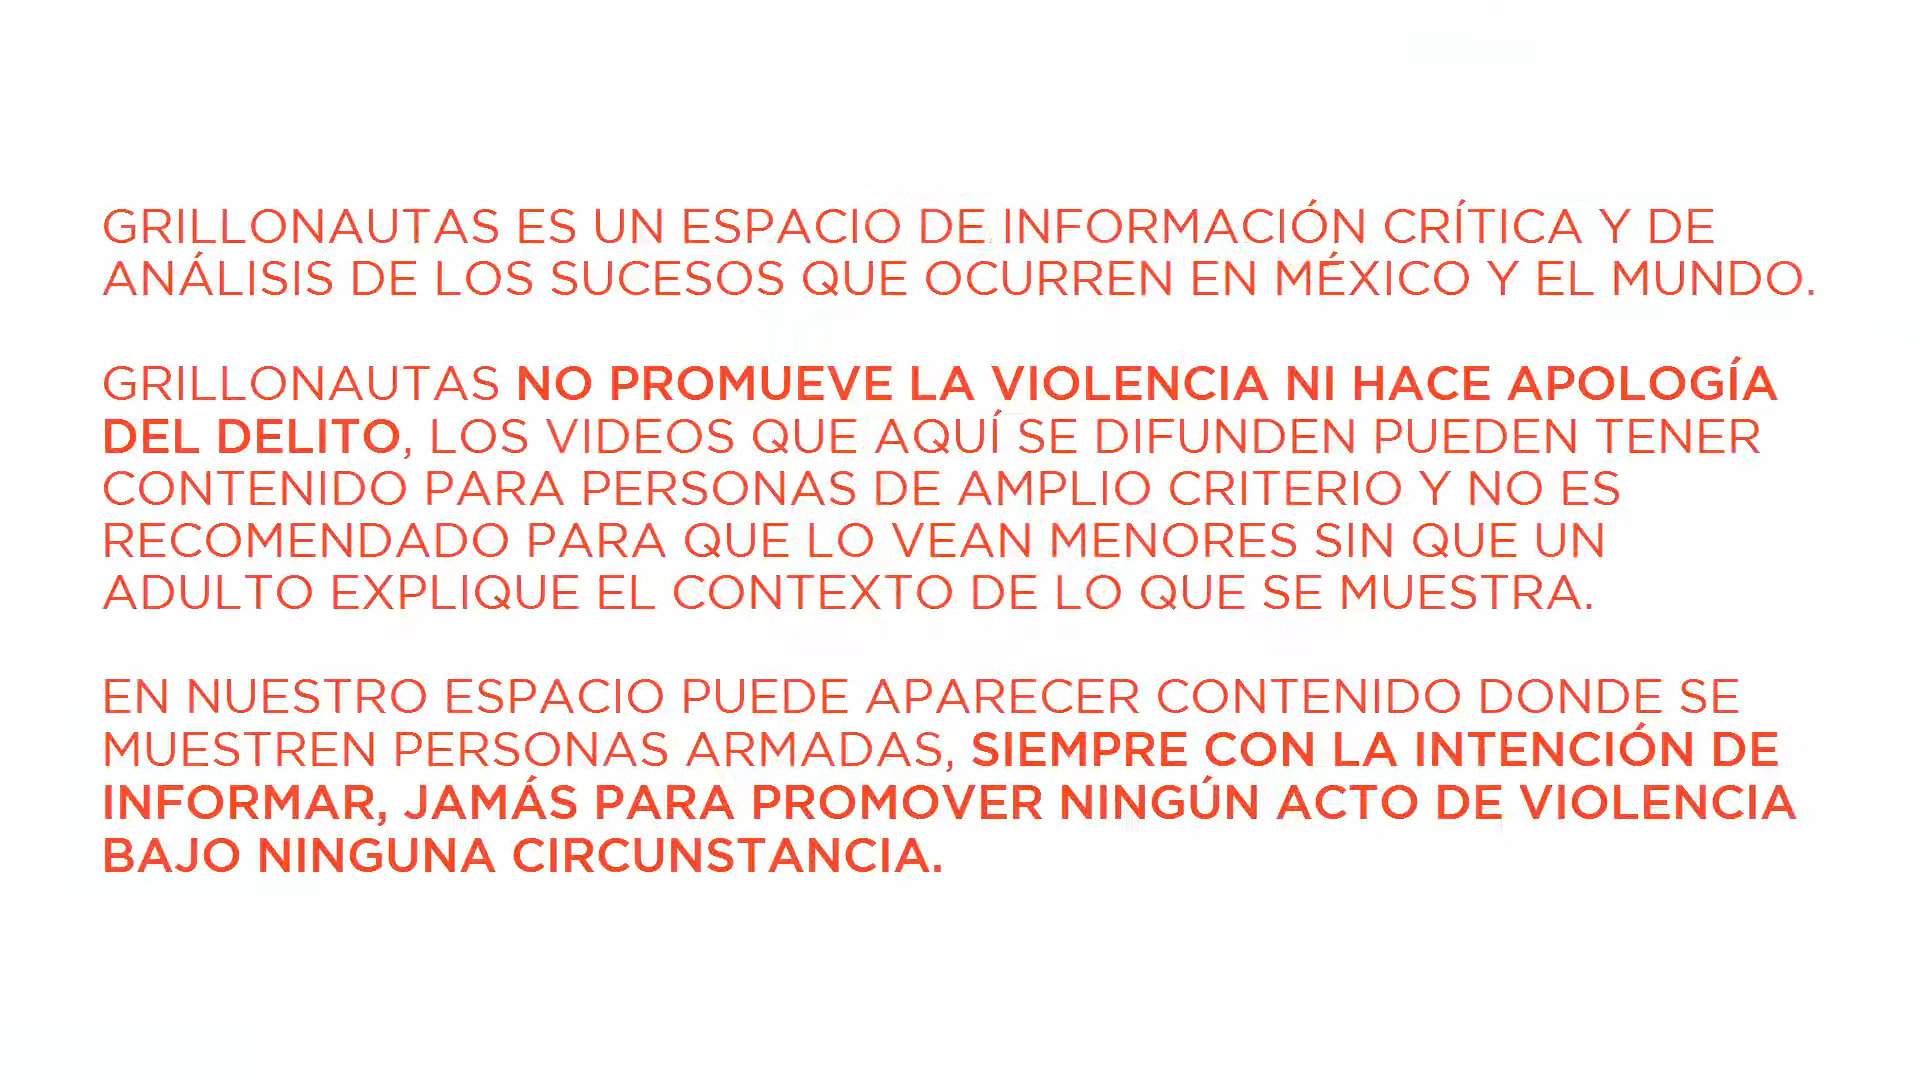 GRILLONAUTAS ES UN ESPACIO DE INFORMACIÓN CRÍTICA Y DE
ANÁLISIS DE LOS SUCESOS QUE OCURREN EN MÉXICO Y EL MUNDO.
GRILLONAUTAS NO PROMUEVE LA VIOLENCIA NI HACE APOLOGÍA
DEL DELITO, LOS VIDEOS QUE AQUÍ SE DIFUNDEN PUEDEN TENER
CONTENIDO PARA PERSONAS DE AMPLIO CRITERIO Y NO ES
RECOMENDADO PARA QUE LO VEAN MENORES SIN QUE UN
ADULTO EXPLIQUE EL CONTEXTO DE LO QUE SE MUESTRA.
EN NUESTRO ESPACIO PUEDE APARECER CONTENIDO DONDE SE
MUESTREN PERSONAS ARMADAS, SIEMPRE CON LA INTENCIÓN DE
INFORMAR, JAMÁS PARA PROMOVER NINGÚN ACTO DE VIOLENCIA
BAJO NINGUNA CIRCUNSTANCIA.